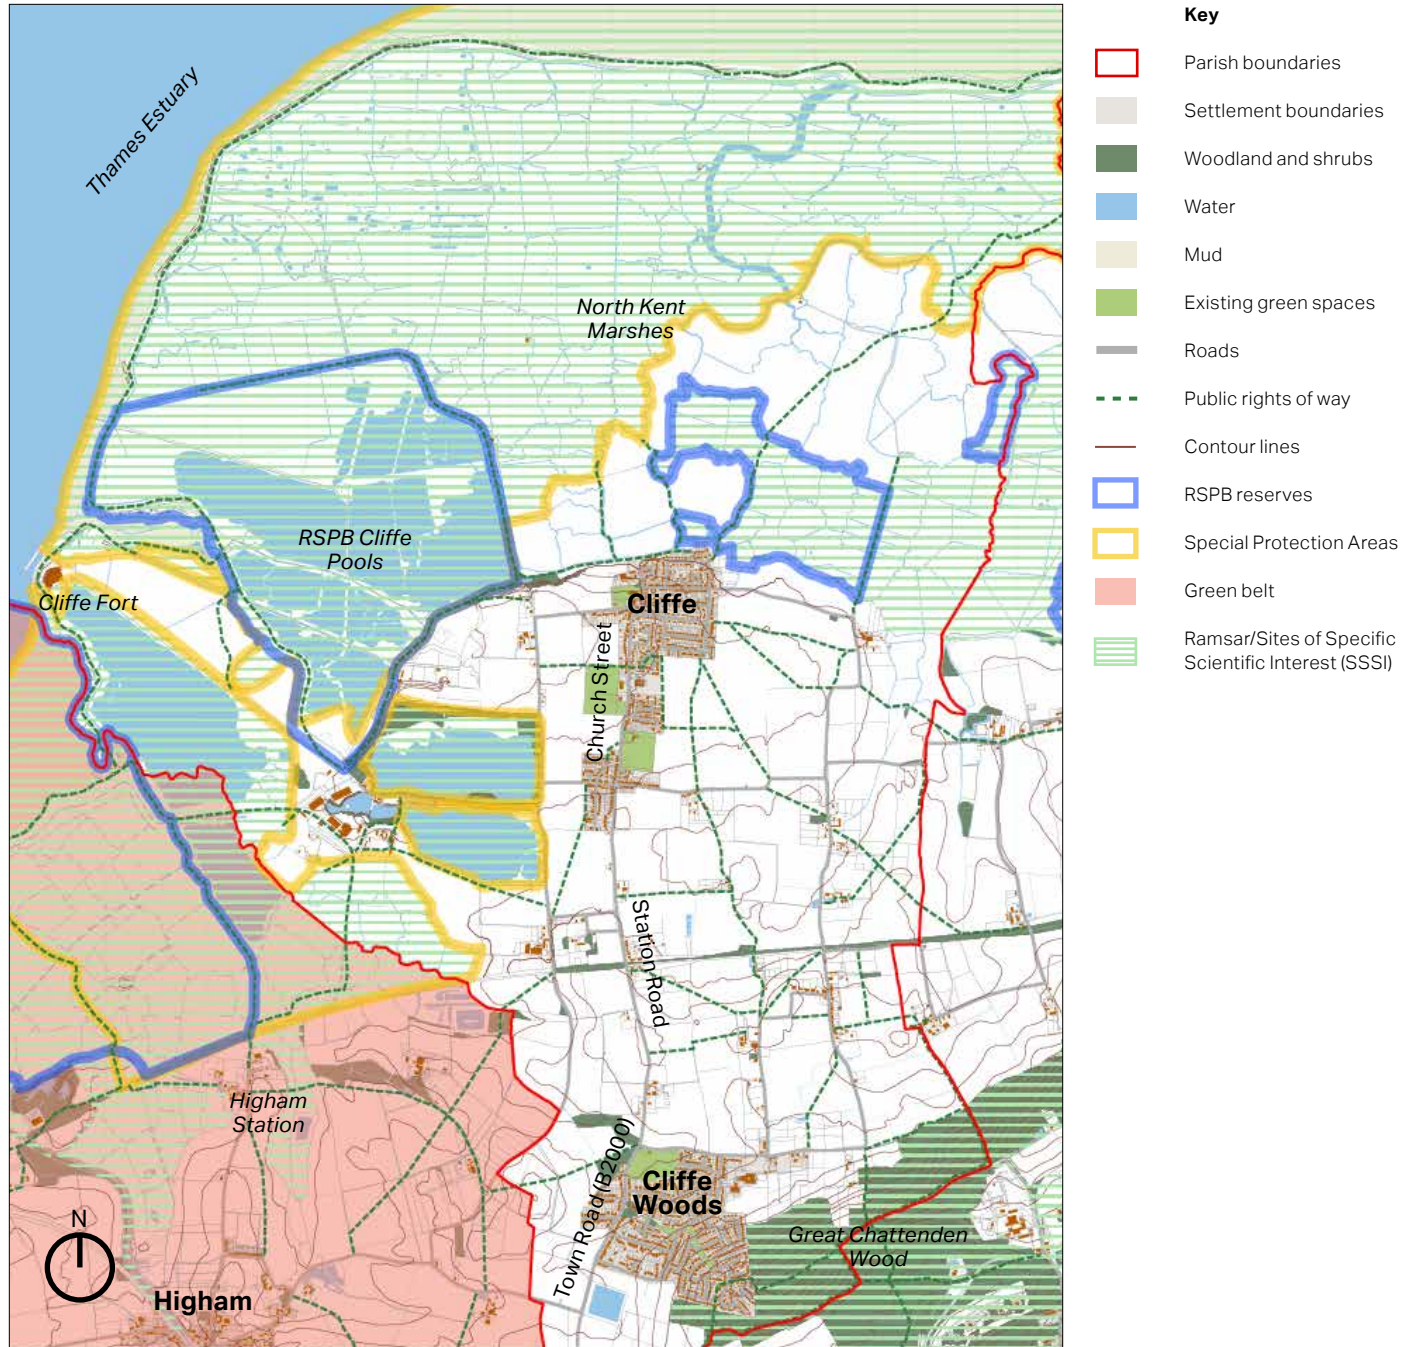 Thames Estuary
North Kent
Marshes
RSPB Cliffe
Pools
Cliffe Fort
Cliffe
Church Street
Station Road
Higham
Station
Town Road (B2000)
Cliffe
Woods
Great Chattenden
Wood
N
Higham
Key
Parish boundaries
Settlement boundaries
Woodland and shrubs
Water
Mud
Existing green spaces
Roads
Public rights of way
Contour lines
RSPB reserves
Special Protection Areas
Green belt
Ramsar/Sites of Specific
Scientific Interest (SSSI)